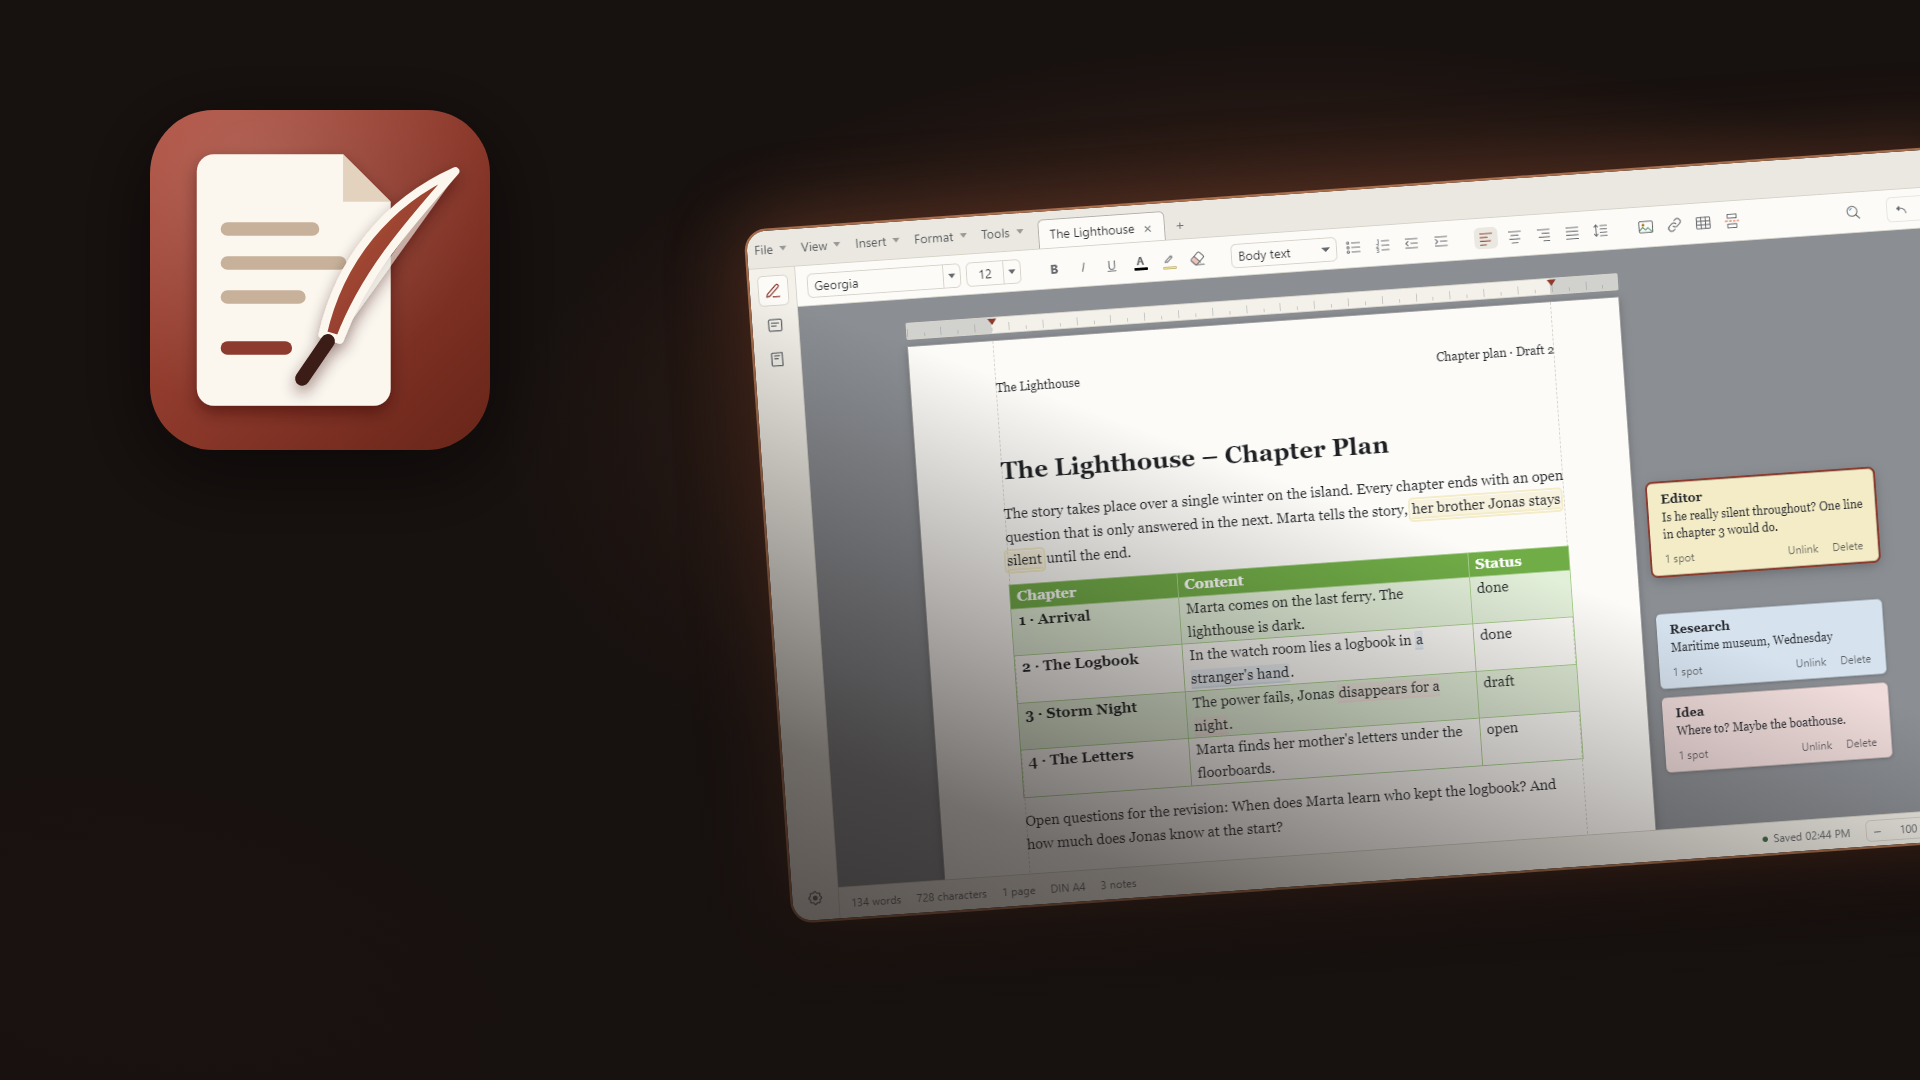 File View Insert Format Tools The Lighthouse × +
Georgia 12 B I U A Body text
The Lighthouse
Chapter plan · Draft 2
The Lighthouse – Chapter Plan
The story takes place over a single winter on the island. Every chapter ends with an open
question that is only answered in the next. Marta tells the story, her brother Jonas stays
silent until the end.
Chapter Content Status
1 · Arrival
Marta comes on the last ferry. The
lighthouse is dark.
done
2 · The Logbook
In the watch room lies a logbook in a
stranger's hand.
done
3 · Storm Night
The power fails, Jonas disappears for a
night.
draft
4 · The Letters
Marta finds her mother's letters under the
floorboards.
open
Open questions for the revision: When does Marta learn who kept the logbook? And
how much does Jonas know at the start?
Editor
Is he really silent throughout? One line
in chapter 3 would do.
1 spot Unlink Delete
Research
Maritime museum, Wednesday
1 spot Unlink Delete
Idea
Where to? Maybe the boathouse.
1 spot Unlink Delete
134 words 728 characters 1 page DIN A4 3 notes
Saved 02:44 PM − 100